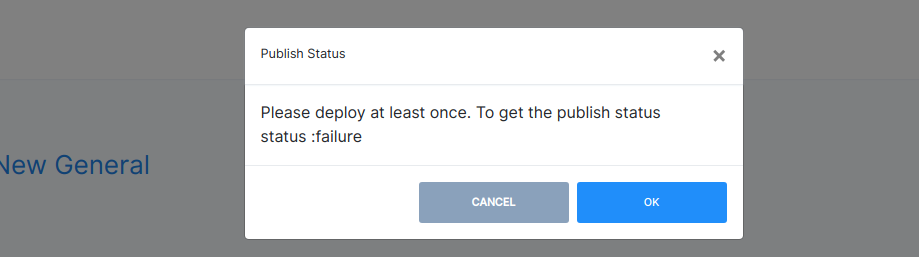 Publish Status
×
Please deploy at least once. To get the publish status
status :failure
New General
CANCEL
OK